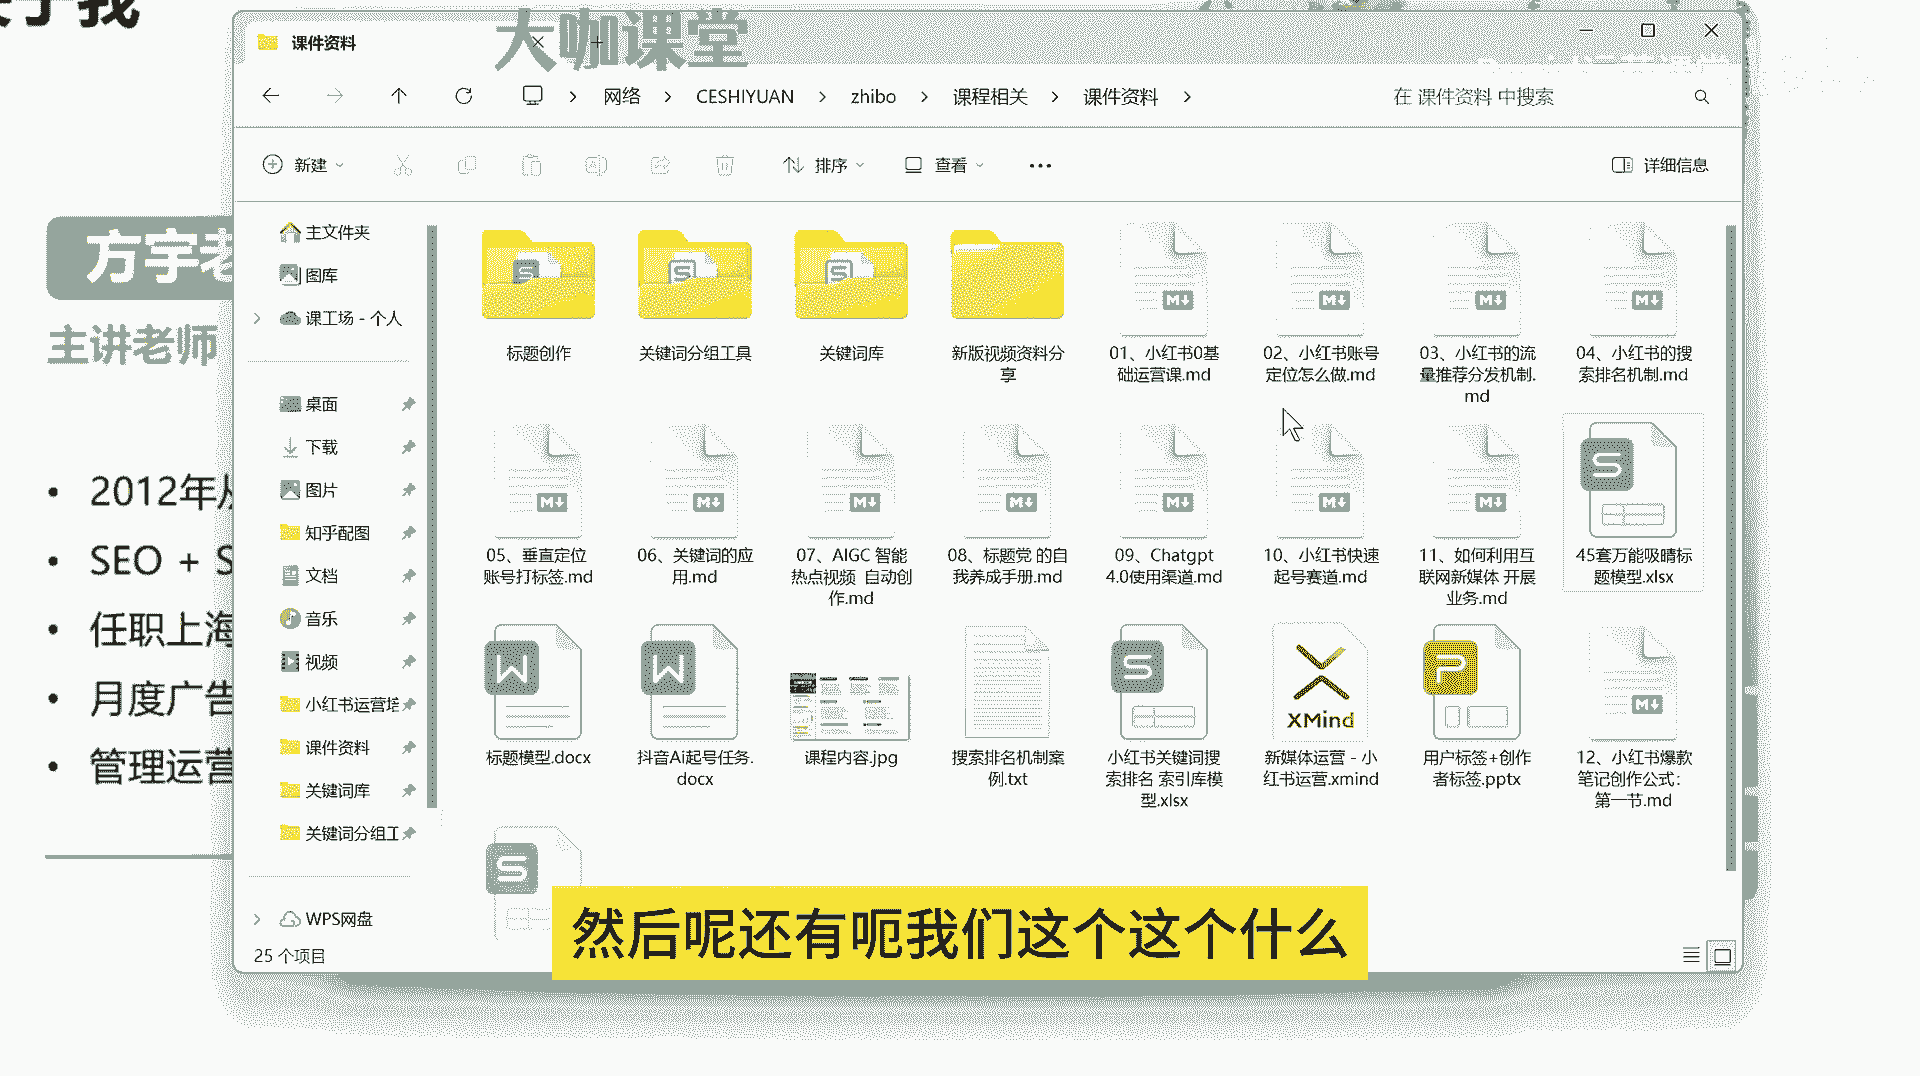 大咖课堂
课件资料
网络 > CESHIYUAN > zhibo > 课程相关 > 课件资料 >
在 课件资料 中搜索
新建
排序
查看
详细信息
方宇老
主讲老师
2012年从
SEO + S
任职上海
月度广告
管理运营
主文件夹
图库
课工场 - 个人
桌面
下载
图片
知乎配图
文档
音乐
视频
小红书运营培
课件资料
关键词库
关键词分组工
WPS网盘
25 个项目
标题创作
关键词分组工具
关键词库
新版视频资料分
享
01、小红书0基
础运营课.md
02、小红书账号
定位怎么做.md
03、小红书的流
量推荐分发机制.
md
04、小红书的搜
索排名机制.md
05、垂直定位
账号打标签.md
06、关键词的应
用.md
07、AIGC 智能
热点视频 自动创
作.md
08、标题党 的自
我养成手册.md
09、Chatgpt
4.0使用渠道.md
10、小红书快速
起号赛道.md
11、如何利用互
联网新媒体 开展
业务.md
45套万能吸睛标
题模型.xlsx
标题模型.docx
抖音Ai起号任务.
docx
课程内容.jpg
搜索排名机制案
例.txt
小红书关键词搜
索排名 索引库模
型.xlsx
XMind
新媒体运营 - 小
红书运营.xmind
用户标签+创作
者标签.pptx
12、小红书爆款
笔记创作公式:
第一节.md
然后呢还有呃我们这个这个什么